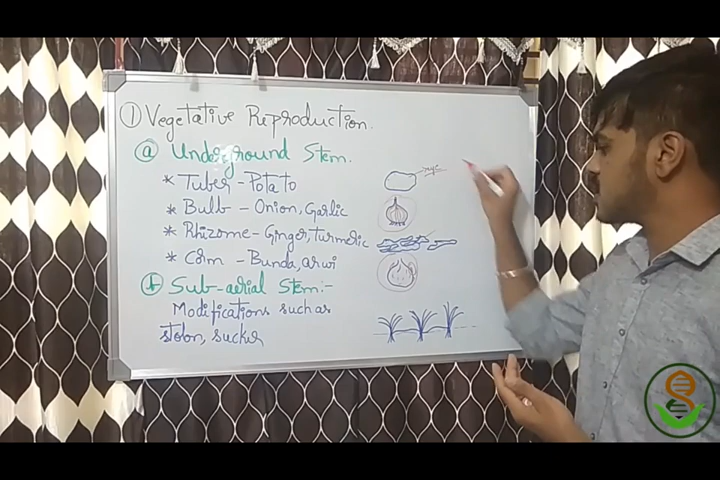 ① Vegetative Reproduction.
ⓐ Underground Stem.
* Tuber - Potato
* Bulb - Onion, Garlic
* Rhizome - Ginger, Turmeric
* Corm - Bunda, arwi
ⓑ Sub-aerial Stem:-
Modifications such as
stolon, sucker